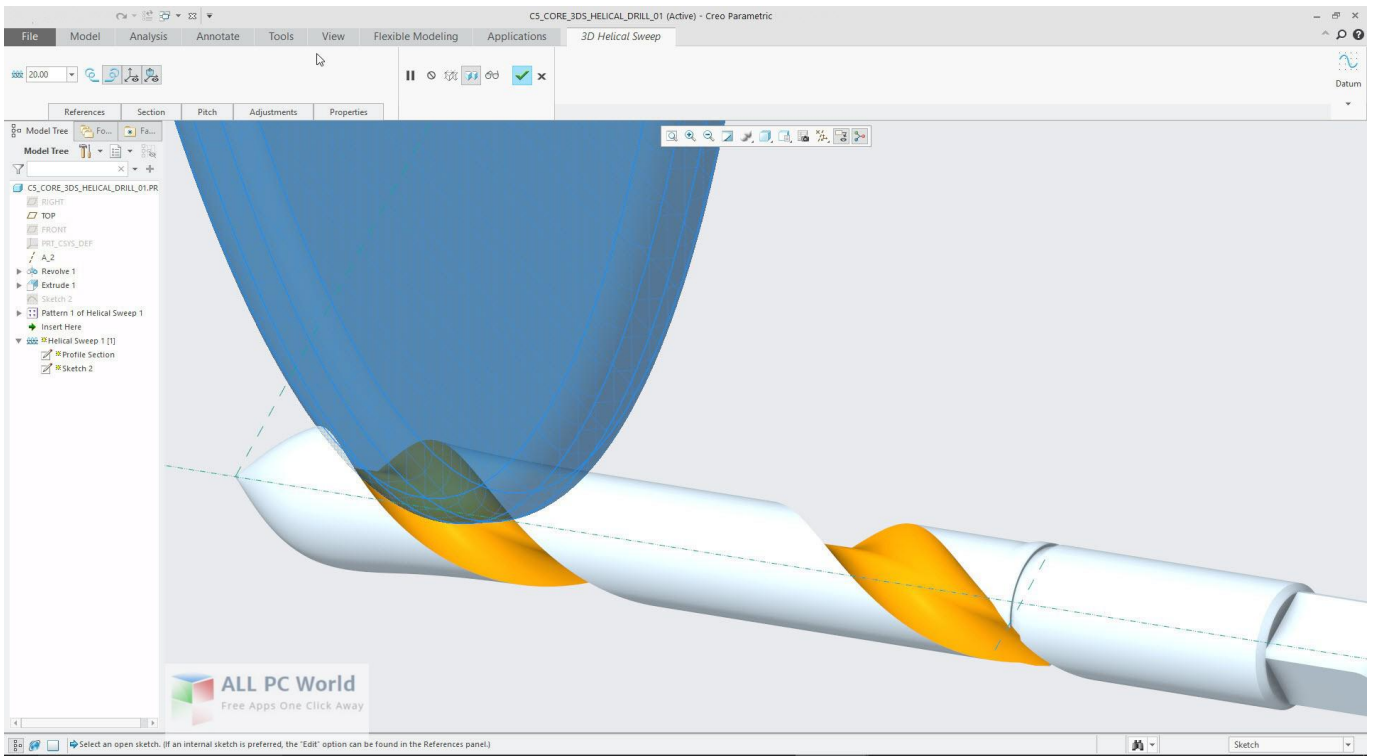 C5_CORE_3DS_HELICAL_DRILL_01 (Active) - Creo Parametric
File Model Analysis Annotate Tools View Flexible Modeling Applications 3D Helical Sweep
20.00
Datum
References Section Pitch Adjustments Properties
Model Tree Fo... Fa...
Model Tree
C5_CORE_3DS_HELICAL_DRILL_01.PR
RIGHT
TOP
FRONT
PRT_CSYS_DEF
A_2
Revolve 1
Extrude 1
Sketch 2
Pattern 1 of Helical Sweep 1
Insert Here
Helical Sweep 1 [1]
Profile Section
Sketch 2
ALL PC World
Free Apps One Click Away
Select an open sketch. (If an internal sketch is preferred, the "Edit" option can be found in the References panel.)
Sketch